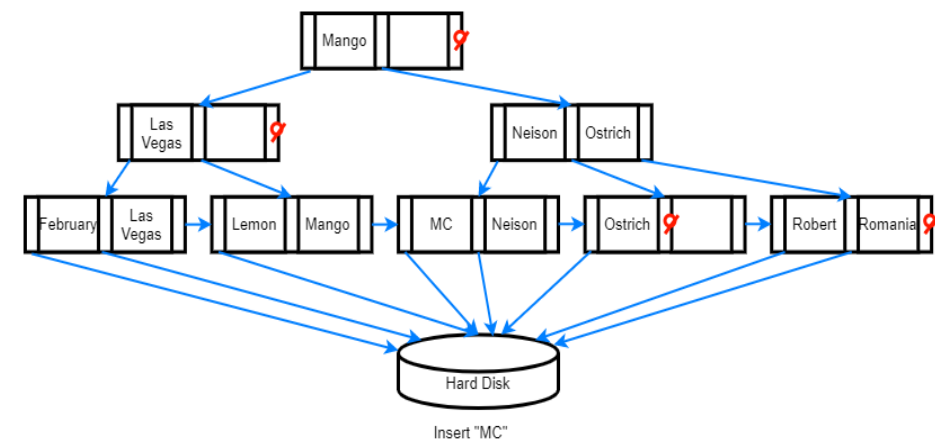 Mango
Las
Vegas
Neison
Ostrich
February
Las
Vegas
Lemon
Mango
MC
Neison
Ostrich
Robert
Romania
Hard Disk
Insert "MC"